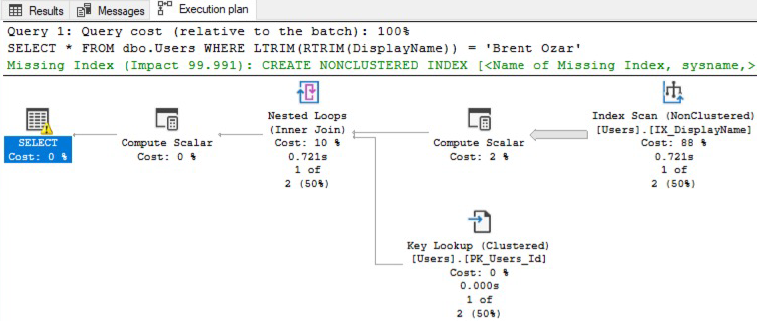 Results Messages Execution plan
Query 1: Query cost (relative to the batch): 100%
SELECT * FROM dbo.Users WHERE LTRIM(RTRIM(DisplayName)) = 'Brent Ozar'
Missing Index (Impact 99.991): CREATE NONCLUSTERED INDEX [<Name of Missing Index, sysname,>
SELECT
Cost: 0 %
Compute Scalar
Cost: 0 %
Nested Loops
(Inner Join)
Cost: 10 %
0.721s
1 of
2 (50%)
Compute Scalar
Cost: 2 %
Index Scan (NonClustered)
[Users].[IX_DisplayName]
Cost: 88 %
0.721s
1 of
2 (50%)
Key Lookup (Clustered)
[Users].[PK_Users_Id]
Cost: 0 %
0.000s
1 of
2 (50%)